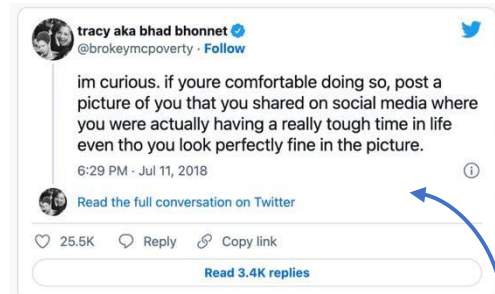 tracy aka bhad bhonnet
@brokeymcpoverty · Follow
im curious. if youre comfortable doing so, post a
picture of you that you shared on social media where
you were actually having a really tough time in life
even tho you look perfectly fine in the picture.
6:29 PM · Jul 11, 2018
Read the full conversation on Twitter
25.5K Reply Copy link
Read 3.4K replies